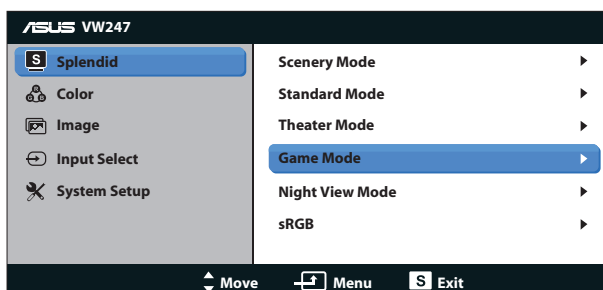 ASUS VW247
S Splendid
Color
Image
Input Select
System Setup
Scenery Mode
Standard Mode
Theater Mode
Game Mode
Night View Mode
sRGB
Move Menu S Exit